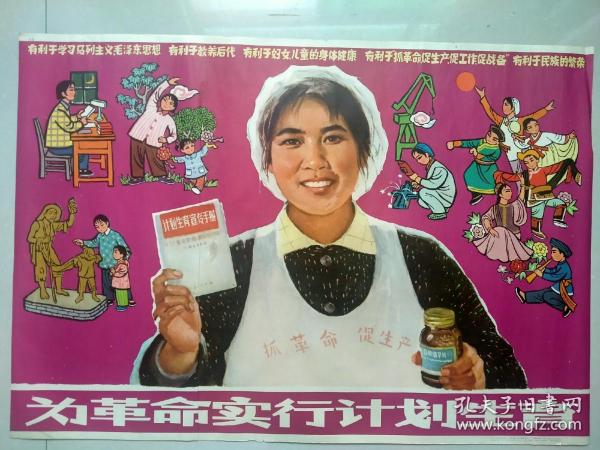 有利于学习马列主义毛泽东思想 有利于教养后代 有利于妇女儿童的身体健康 有利于抓革命促生产促工作促战备 有利于民族的繁荣
计划生育宣传手册
抓革命 促生产
为革命实行计划生育
孔夫子旧书网
www.kongfz.com